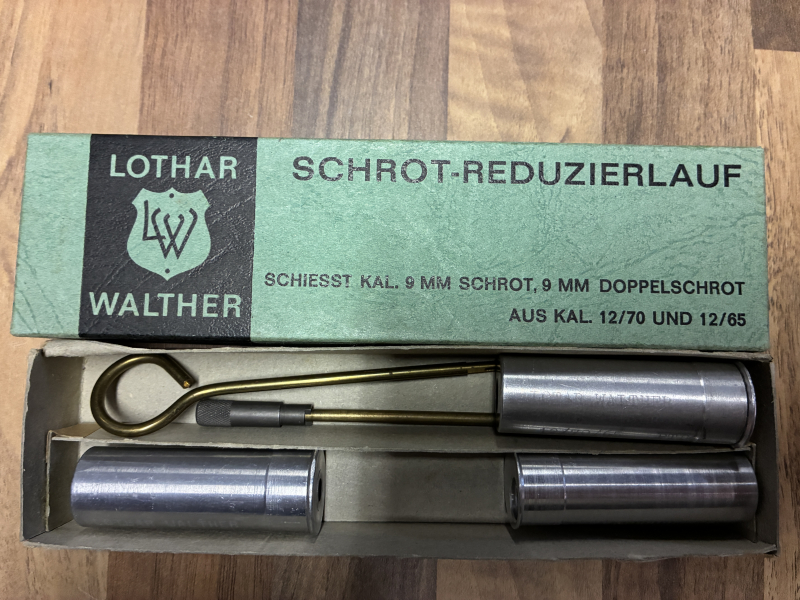 LOTHAR
LW
WALTHER
SCHROT-REDUZIERLAUF
SCHIESST KAL. 9 MM SCHROT, 9 MM DOPPELSCHROT
AUS KAL. 12/70 UND 12/65